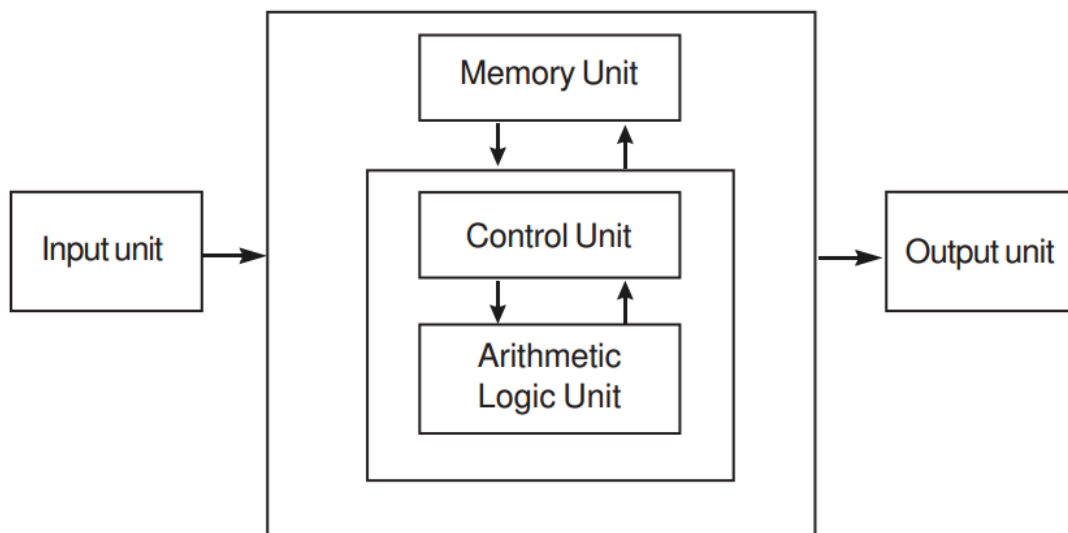 Memory Unit
Input unit
Control Unit
Output unit
Arithmetic
Logic Unit